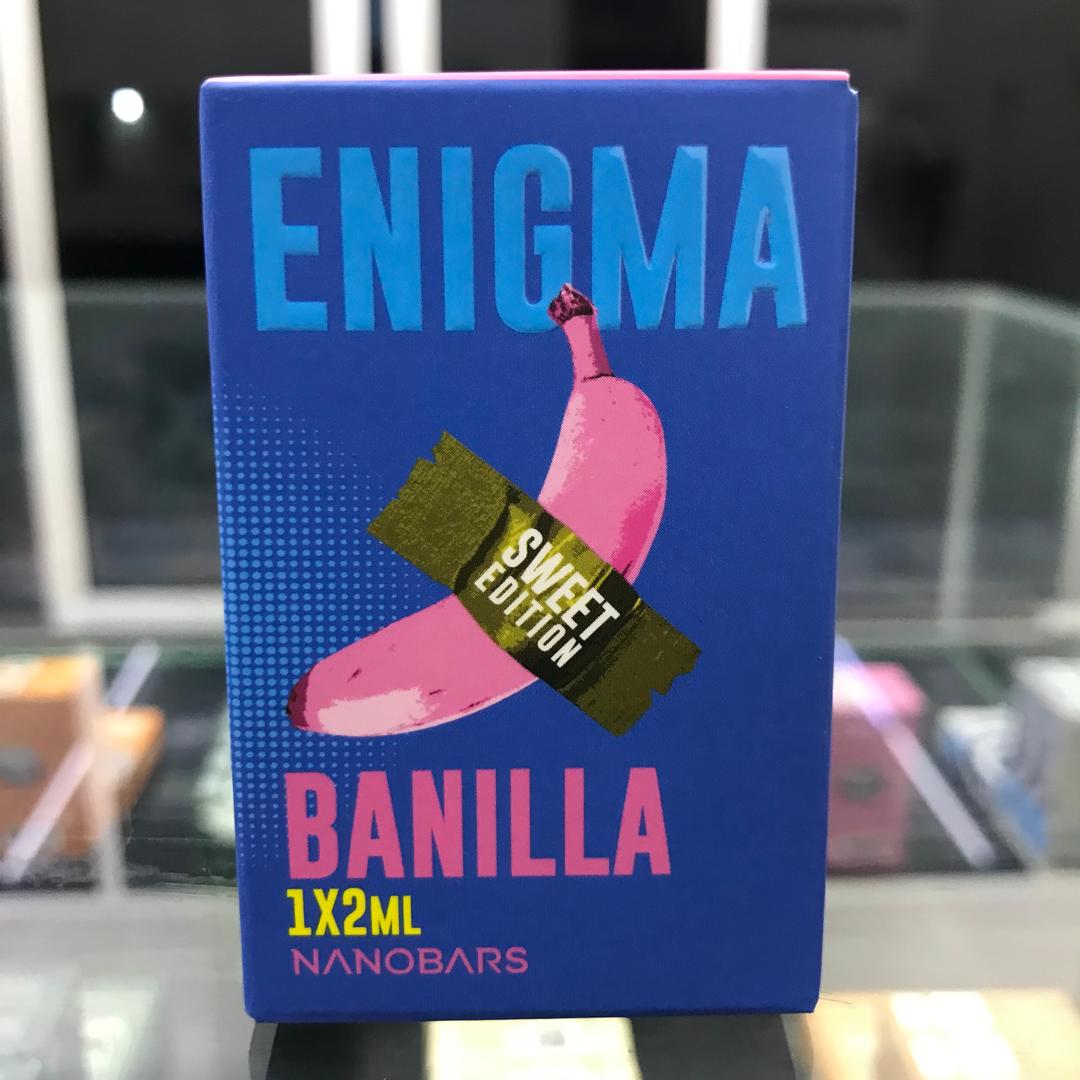 ENIGMA
SWEET
EDITION
BANILLA
1X2ML
NANOBARS